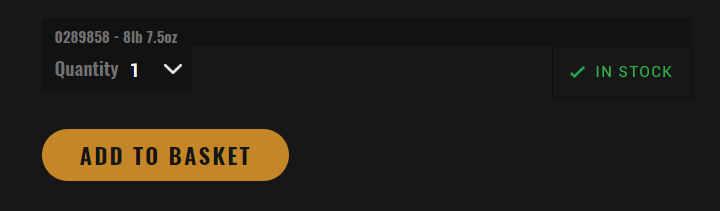 0289858 - 8lb 7.5oz
Quantity 1
IN STOCK
ADD TO BASKET